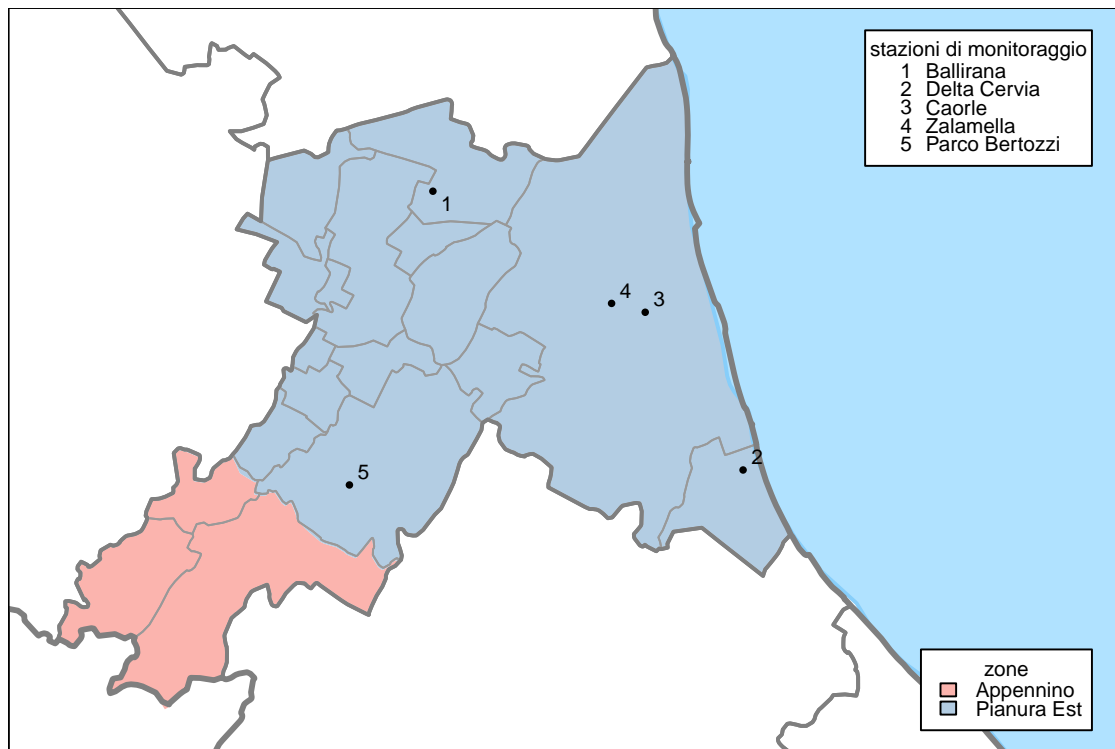 stazioni di monitoraggio
1 Ballirana
2 Delta Cervia
3 Caorle
4 Zalamella
5 Parco Bertozzi
1
4
3
2
5
zone
Appennino
Pianura Est